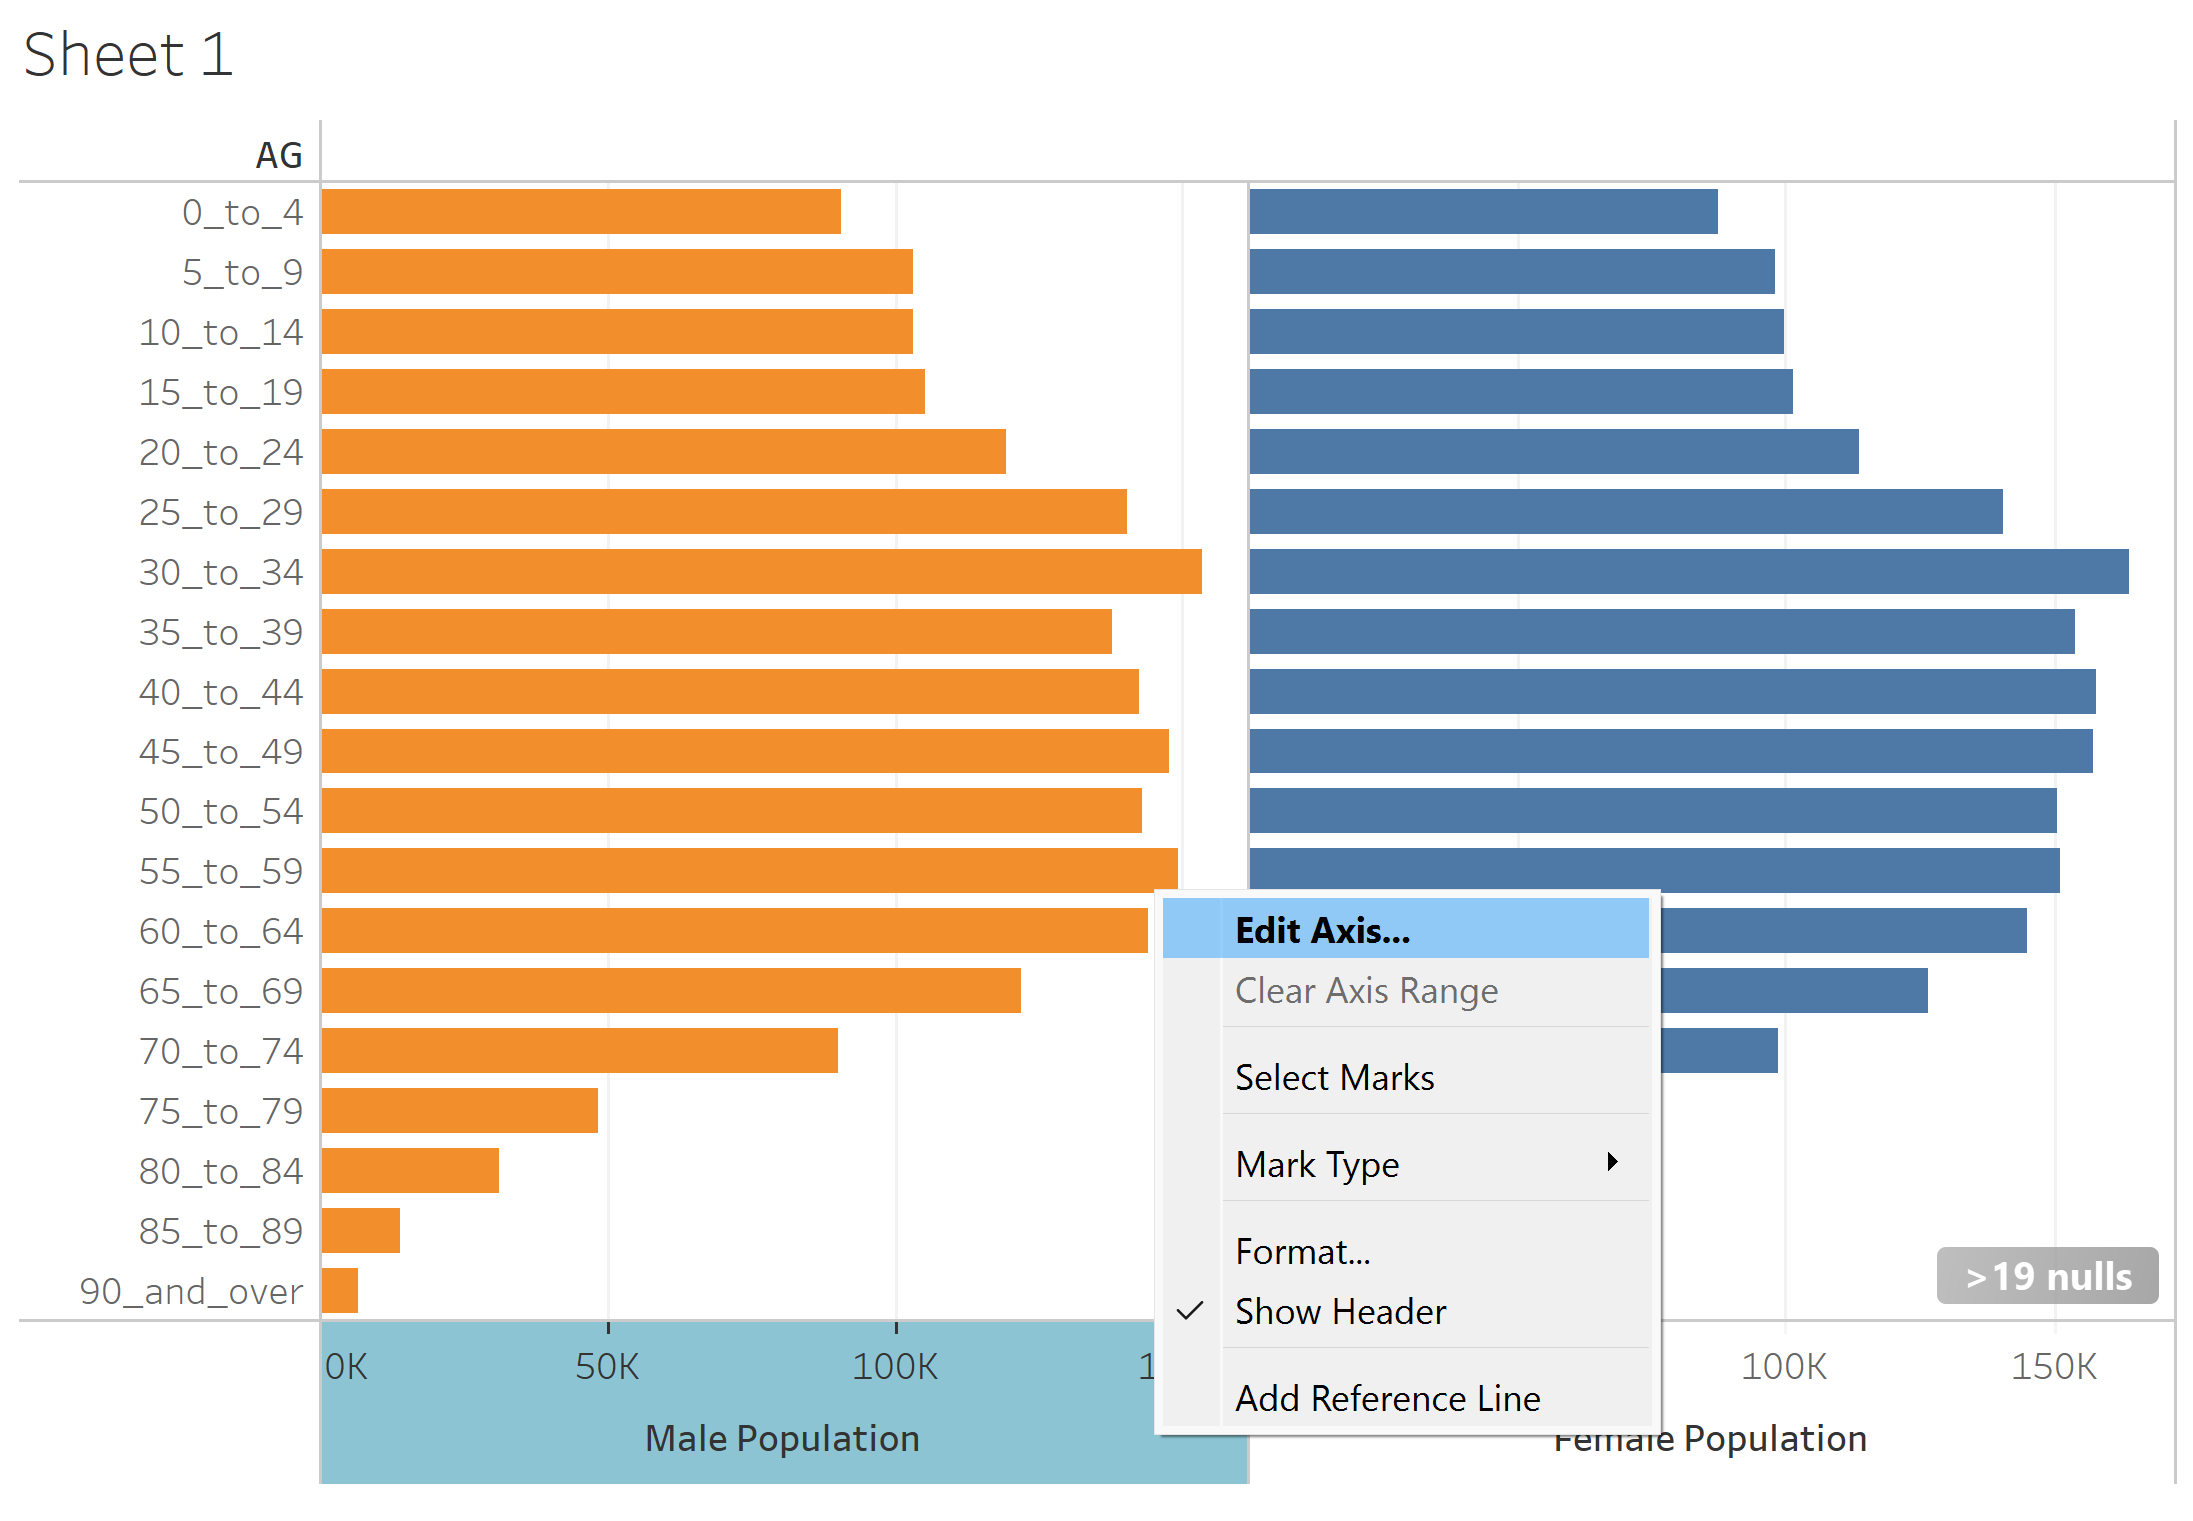 Sheet 1
AG
0_to_4
5_to_9
10_to_14
15_to_19
20_to_24
25_to_29
30_to_34
35_to_39
40_to_44
45_to_49
50_to_54
55_to_59
60_to_64
65_to_69
70_to_74
75_to_79
80_to_84
85_to_89
90_and_over
Edit Axis...
Clear Axis Range
Select Marks
Mark Type
Format...
Show Header
Add Reference Line
>19 nulls
0K 50K 100K 100K 150K
Male Population Female Population